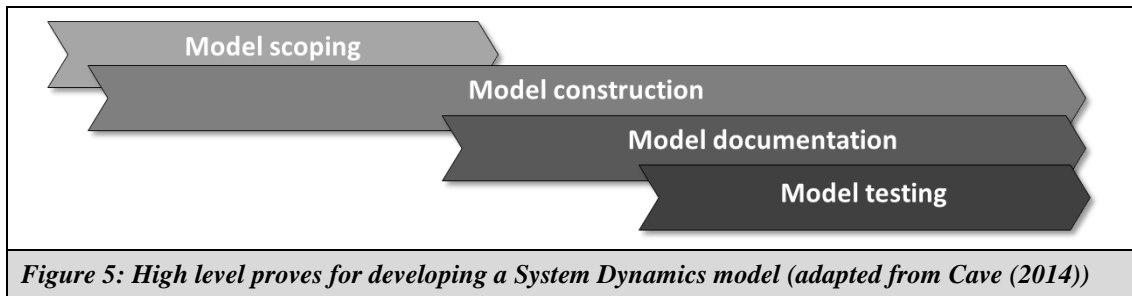 Model scoping
Model construction
Model documentation
Model testing
Figure 5: High level proves for developing a System Dynamics model (adapted from Cave (2014))